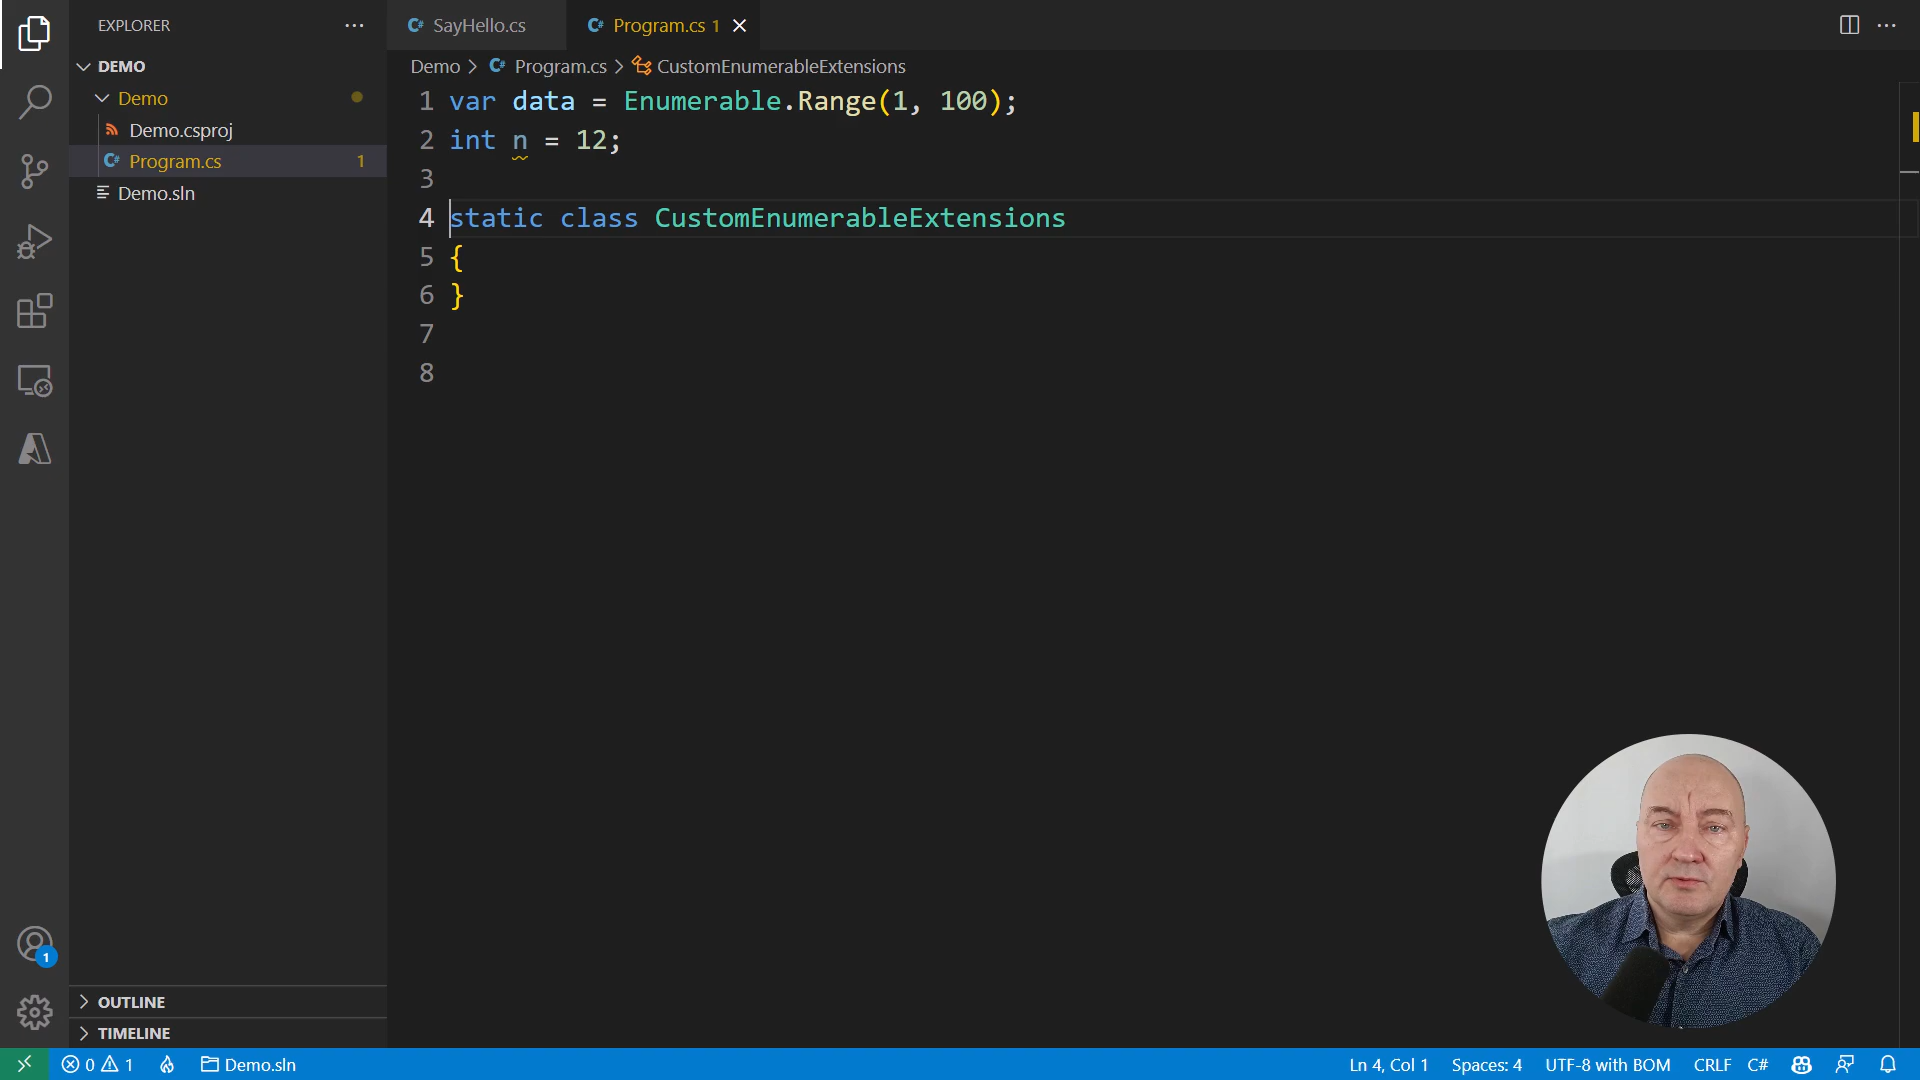 EXPLORER
DEMO
Demo
Demo.csproj
Program.cs 1
Demo.sln
OUTLINE
TIMELINE
SayHello.cs
Program.cs 1
Demo > Program.cs > CustomEnumerableExtensions
1 var data = Enumerable.Range(1, 100);
2 int n = 12;
3
4 static class CustomEnumerableExtensions
5 {
6 }
7
8
1
0 1 Demo.sln Ln 4, Col 1 Spaces: 4 UTF-8 with BOM CRLF C#